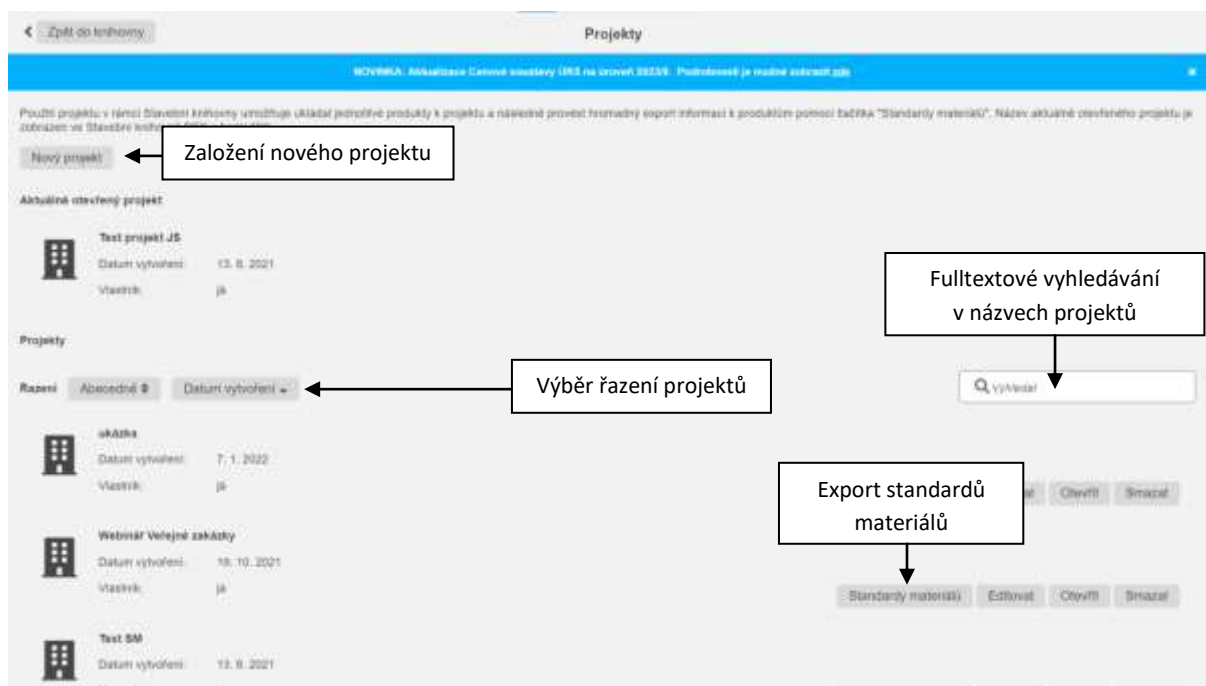 Zpět do knihovny
Projekty
NOVINKA: Aktualizace Cenové soustavy ÚRS na úroveň Podrobnosti je možné zobrazit zde
Použití projektu v rámci Stavební knihovny umožňuje ukládat jednotlivé produkty k projektu a následně provést hromadný export informací k produktům pomocí tlačítka "Standardy materiálů". Název aktuálně otevřeného projektu je
zobrazen ve Stavební
Nový projekt
Založení nového projektu
Aktuálně otevřený projekt
Test projekt JS
Datum vytvoření: 13. 8. 2021
Vlastník: já
Fulltextové vyhledávání
v názvech projektů
Projekty
Řazení Abecedně Datum vytvoření
Výběr řazení projektů
Vyhledat
ukázka
Datum vytvoření: 7. 1. 2022
Vlastník: já
Export standardů
materiálů
Otevřít Smazat
Webinář Veřejné zakázky
Datum vytvoření: 10. 2021
Vlastník: já
Standardy materiálů Editovat Otevřít Smazat
Test SM
Datum vytvoření: 13. 8. 2021